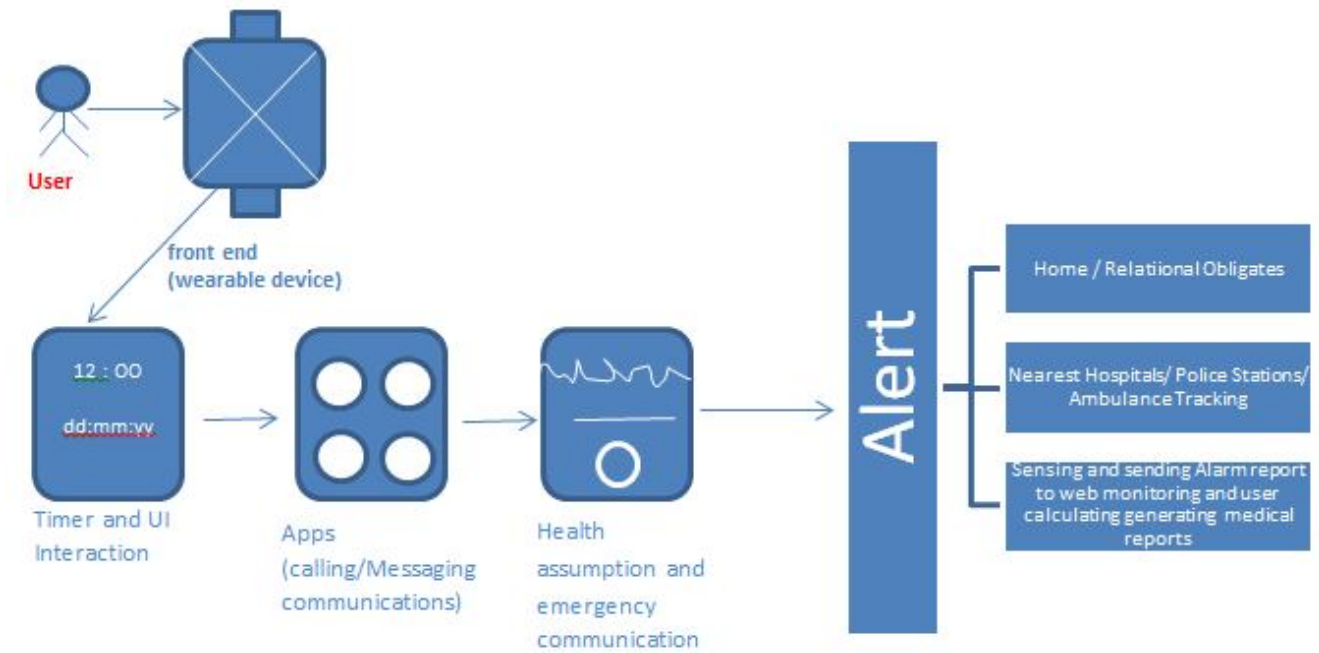 User
front end
(wearable device)
12 : 00
dd:mm:yy
Timer and UI
Interaction
Apps
(calling/Messaging
communications)
Health
assumption and
emergency
communication
Alert
Home / Relatiional Obligates
Nearest Hospitals/ Police Stations/
Ambulance Tracking
Sensing and sending Alarm report
to web monitoring and user
calculating generating medical
reports